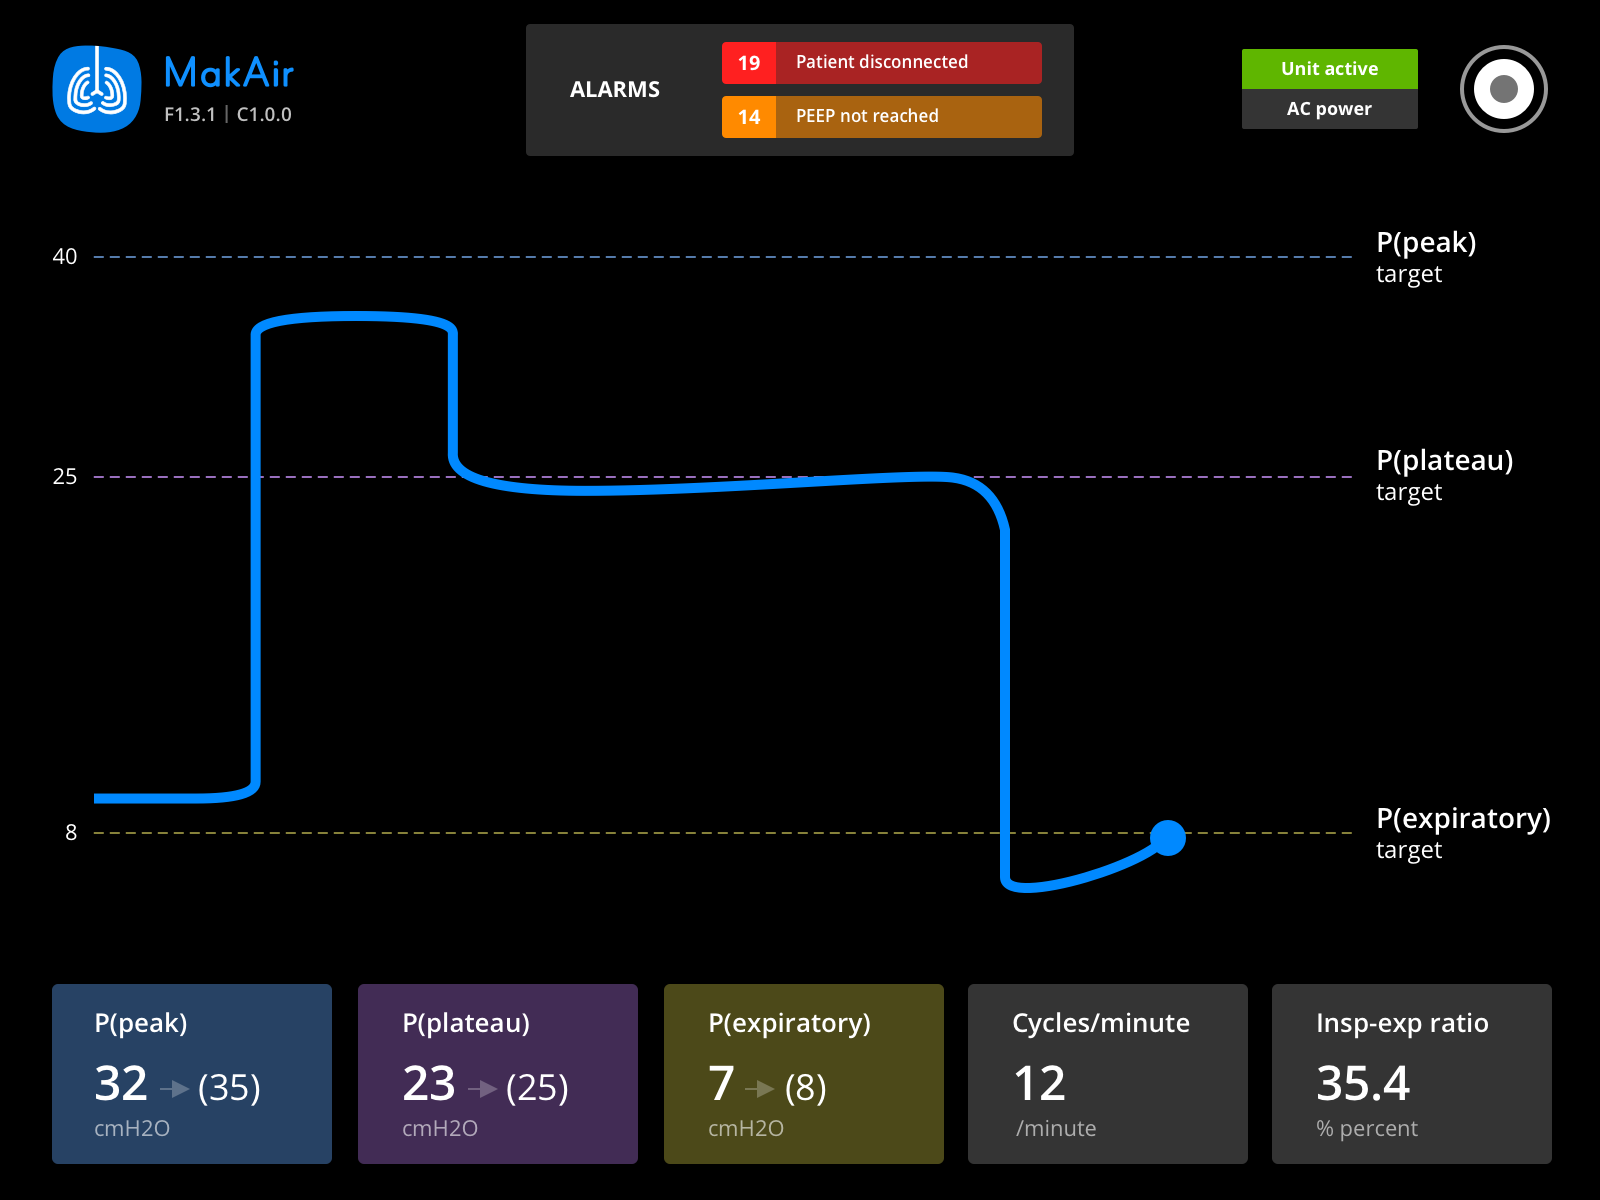 MakAir
F1.3.1 | C1.0.0
ALARMS
19 Patient disconnected
14 PEEP not reached
Unit active
AC power
40
P(peak)
target
25
P(plateau)
target
8
P(expiratory)
target
P(peak)
32 (35)
cmH2O
P(plateau)
23 (25)
cmH2O
P(expiratory)
7 (8)
cmH2O
Cycles/minute
12
/minute
Insp-exp ratio
35.4
% percent